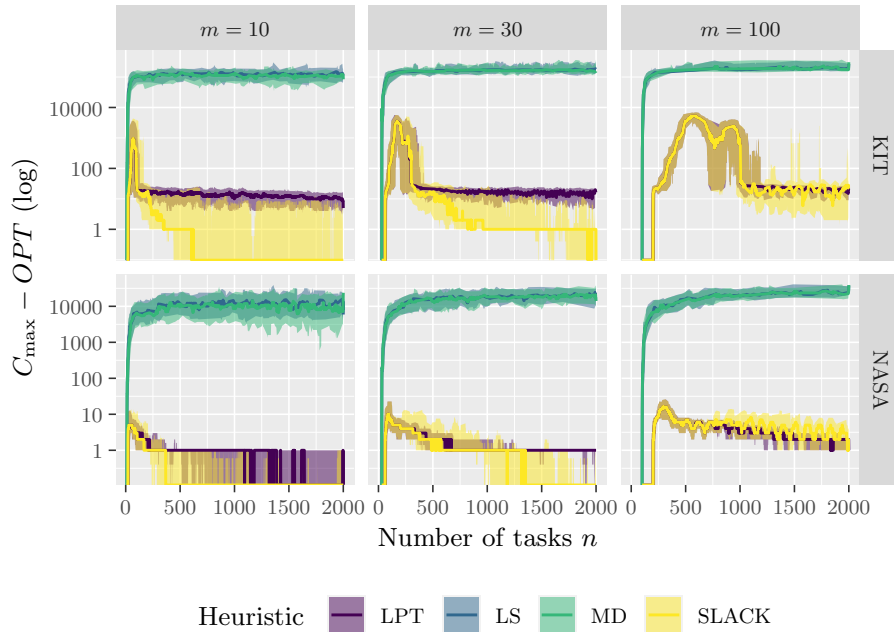 m = 10 m = 30 m = 100
10000
100
1
KIT
10000
1000
100
10
1
NASA
C_max − OPT (log)
0 500 1000 1500 2000 0 500 1000 1500 2000 0 500 1000 1500 2000
Number of tasks n
Heuristic LPT LS MD SLACK